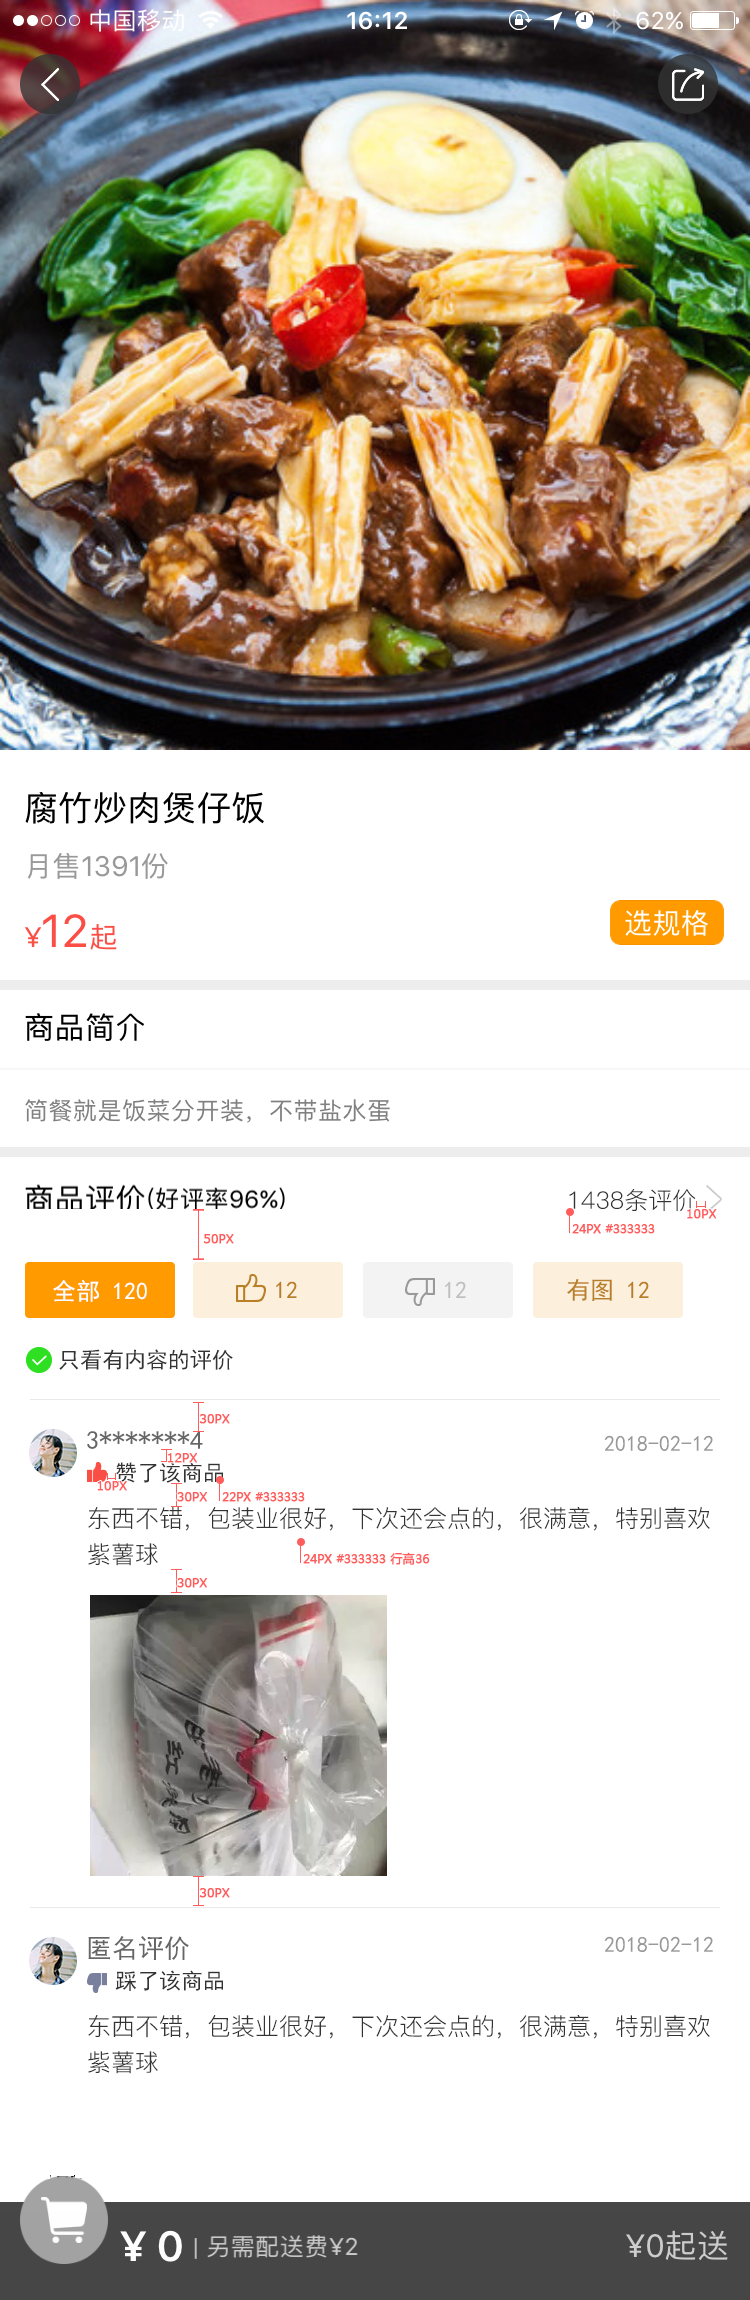 中国移动 16:12 62%
腐竹炒肉煲仔饭
月售1391份
¥12起
选规格
商品简介
简餐就是饭菜分开装，不带盐水蛋
商品评价(好评率96%)
1438条评价
10PX
24PX #333333
50PX
全部 120
12
12
有图 12
只看有内容的评价
30PX
3*******4
2018-02-12
12PX
赞了该商品
10PX
30PX
22PX #333333
东西不错，包装业很好，下次还会点的，很满意，特别喜欢
紫薯球
24PX #333333 行高36
30PX
30PX
匿名评价
2018-02-12
踩了该商品
东西不错，包装业很好，下次还会点的，很满意，特别喜欢
紫薯球
¥ 0 | 另需配送费¥2
¥0起送